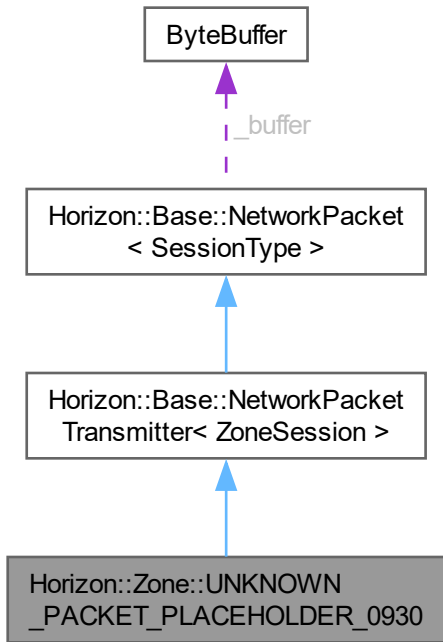 ByteBuffer
_buffer
Horizon::Base::NetworkPacket
< SessionType >
Horizon::Base::NetworkPacket
Transmitter< ZoneSession >
Horizon::Zone::UNKNOWN
_PACKET_PLACEHOLDER_0930